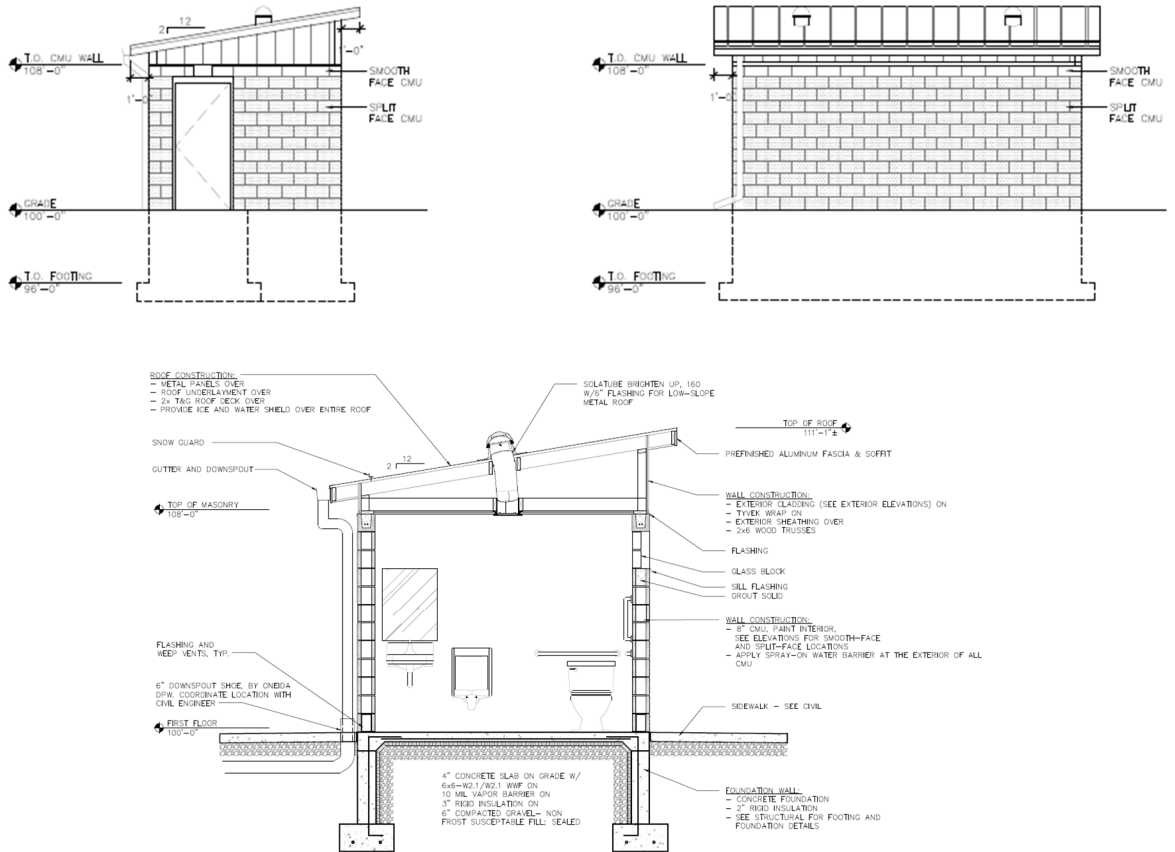 12
2
1'-0"
T.O. CMU WALL
108'-0"
SMOOTH
FACE CMU
1'-0"
SPLIT
FACE CMU
GRADE
100'-0"
T.O. FOOTING
96'-0"
T.O. CMU WALL
108'-0"
SMOOTH
FACE CMU
1'-0"
SPLIT
FACE CMU
GRADE
100'-0"
T.O. FOOTING
96'-0"
ROOF CONSTRUCTION:
- METAL PANELS OVER
- ROOF UNDERLAYMENT OVER
- 2x T&G ROOF DECK OVER
- PROVIDE ICE AND WATER SHIELD OVER ENTIRE ROOF
SOLATUBE BRIGHTEN UP, 160
W/6" FLASHING FOR LOW-SLOPE
METAL ROOF
TOP OF ROOF
111'-1"±
SNOW GUARD
12
2
PREFINISHED ALUMINUM FASCIA & SOFFIT
GUTTER AND DOWNSPOUT
TOP OF MASONRY
108'-0"
WALL CONSTRUCTION:
- EXTERIOR CLADDING (SEE EXTERIOR ELEVATIONS) ON
- TYVEK WRAP ON
- EXTERIOR SHEATHING OVER
- 2x6 WOOD TRUSSES
FLASHING
GLASS BLOCK
SILL FLASHING
GROUT SOLID
WALL CONSTRUCTION:
- 8" CMU, PAINT INTERIOR,
SEE ELEVATIONS FOR SMOOTH-FACE
AND SPLIT-FACE LOCATIONS
- APPLY SPRAY-ON WATER BARRIER AT THE EXTERIOR OF ALL
CMU
FLASHING AND
WEEP VENTS, TYP.
6" DOWNSPOUT SHOE, BY ONEIDA
DPW. COORDINATE LOCATION WITH
CIVIL ENGINEER
SIDEWALK - SEE CIVIL
FIRST FLOOR
100'-0"
4" CONCRETE SLAB ON GRADE W/
6x6-W2.1/W2.1 WWF ON
10 MIL VAPOR BARRIER ON
3" RIGID INSULATION ON
6" COMPACTED GRAVEL- NON
FROST SUSCEPTABLE FILL; SEALED
FOUNDATION WALL:
- CONCRETE FOUNDATION
- 2" RIGID INSULATION
- SEE STRUCTURAL FOR FOOTING AND
FOUNDATION DETAILS